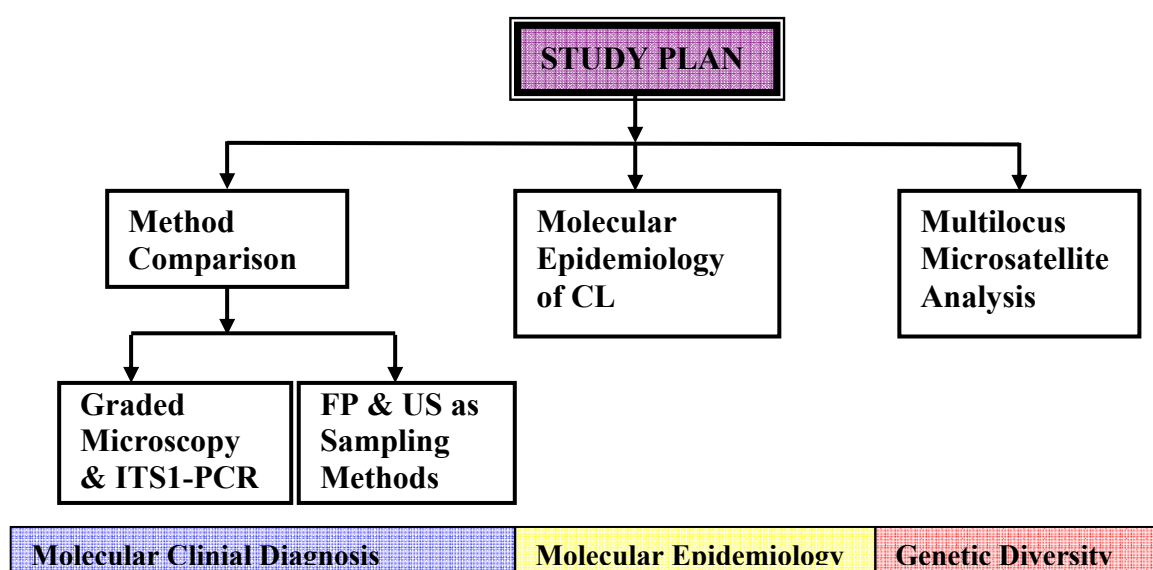 STUDY PLAN
Method
Comparison
Molecular
Epidemiology
of CL
Multilocus
Microsatellite
Analysis
Graded
Microscopy
& ITS1-PCR
FP & US as
Sampling
Methods
Molecular Clinial Diagnosis
Molecular Epidemiology
Genetic Diversity